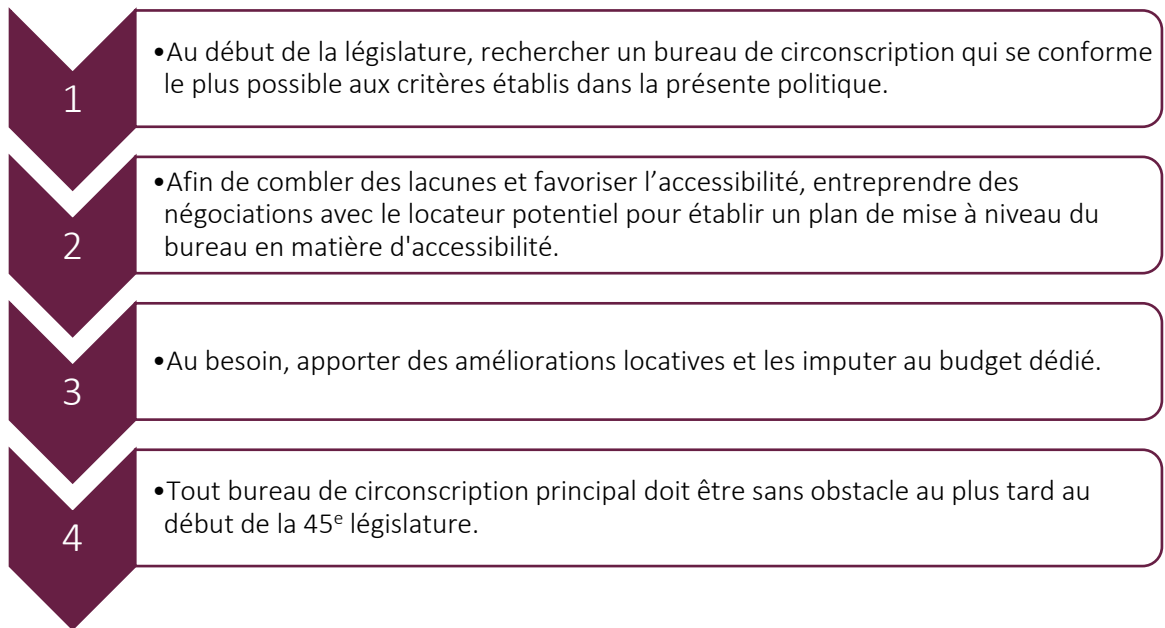 1
•Au début de la législature, rechercher un bureau de circonscription qui se conforme
le plus possible aux critères établis dans la présente politique.
2
•Afin de combler des lacunes et favoriser l’accessibilité, entreprendre des
négociations avec le locateur potentiel pour établir un plan de mise à niveau du
bureau en matière d'accessibilité.
3
•Au besoin, apporter des améliorations locatives et les imputer au budget dédié.
4
•Tout bureau de circonscription principal doit être sans obstacle au plus tard au
début de la 45e législature.